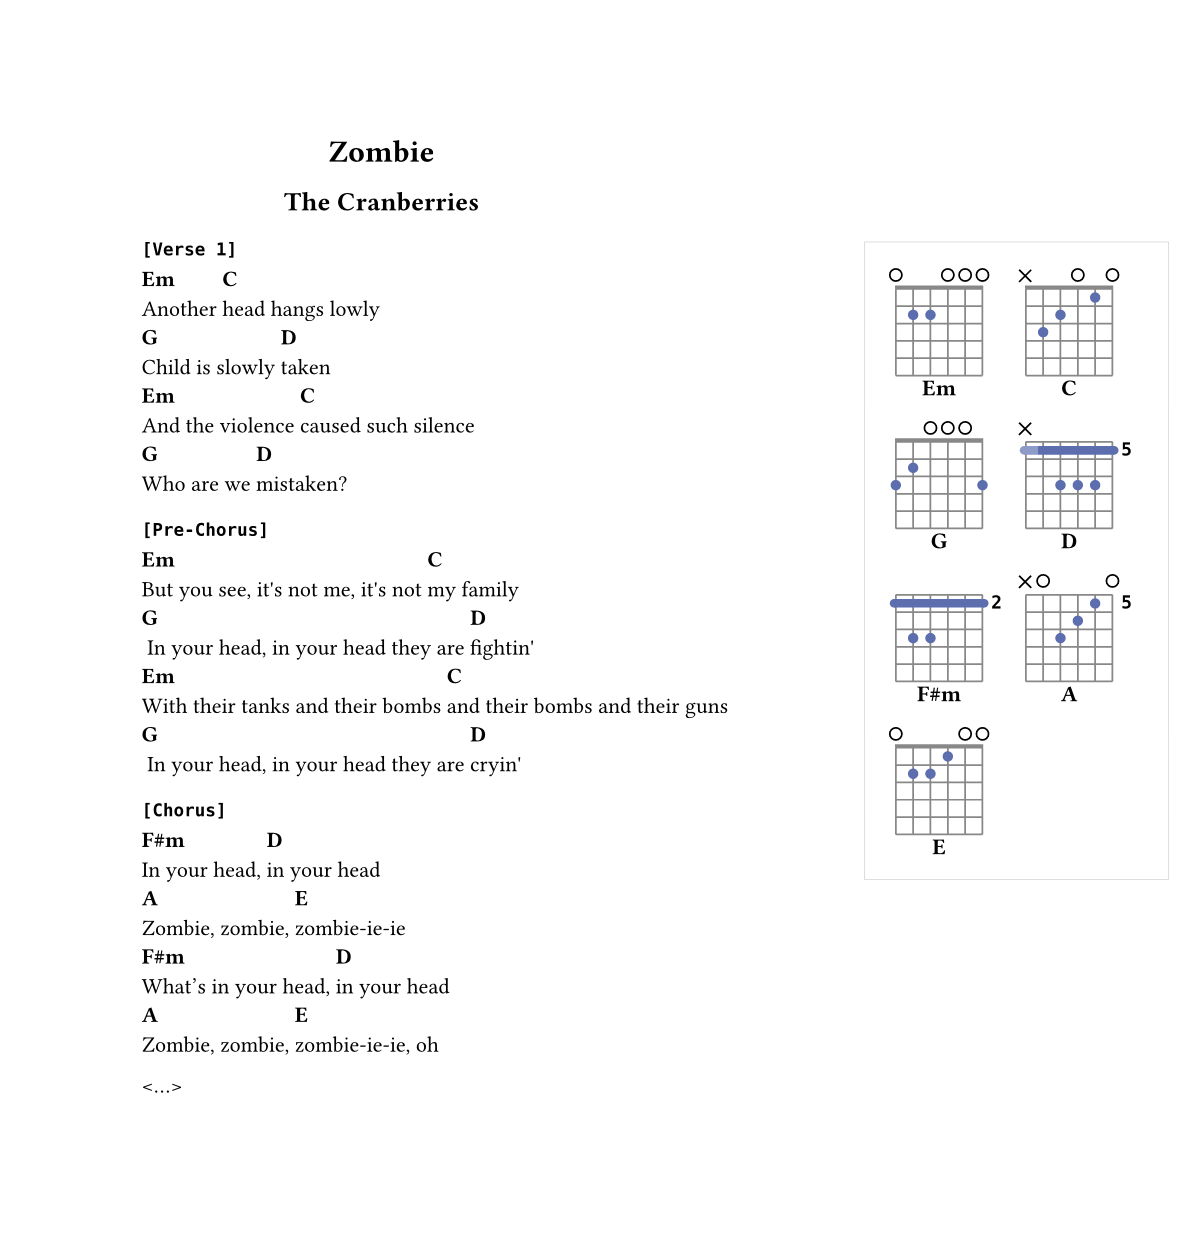 Zombie
The Cranberries
[Verse 1]
Em C
Another head hangs lowly
G D
Child is slowly taken
Em C
And the violence caused such silence
G D
Who are we mistaken?
[Pre-Chorus]
Em C
But you see, it's not me, it's not my family
G D
In your head, in your head they are fightin'
Em C
With their tanks and their bombs and their bombs and their guns
G D
In your head, in your head they are cryin'
[Chorus]
F#m D
In your head, in your head
A E
Zombie, zombie, zombie-ie-ie
F#m D
What’s in your head, in your head
A E
Zombie, zombie, zombie-ie-ie, oh
<…>
Em C
5
G D
2 5
F#m A
E